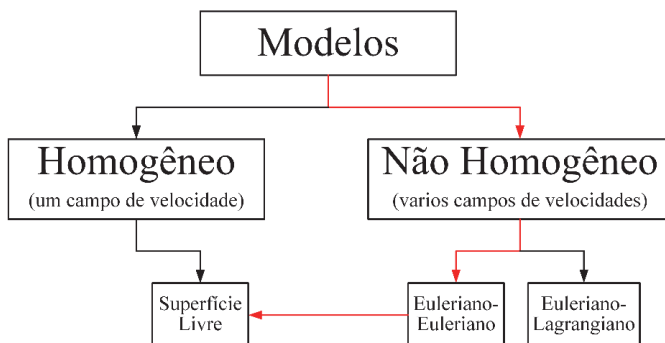 Modelos
Homogêneo
(um campo de velocidade)
Não Homogêneo
(varios campos de velocidades)
Superfície
Livre
Euleriano-
Euleriano
Euleriano-
Lagrangiano